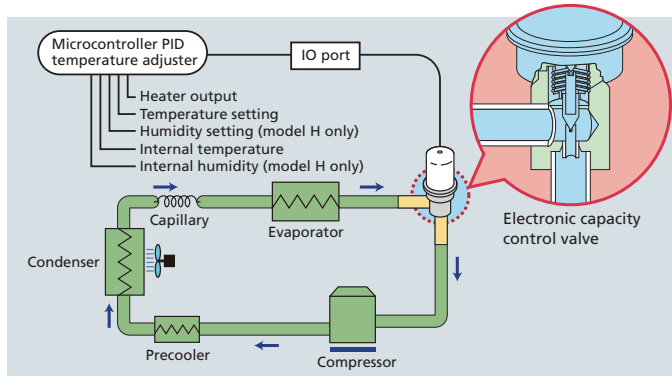 Microcontroller PID
temperature adjuster
IO port
Heater output
Temperature setting
Humidity setting (model H only)
Internal temperature
Internal humidity (model H only)
Capillary
Evaporator
Electronic capacity
control valve
Condenser
Precooler
Compressor